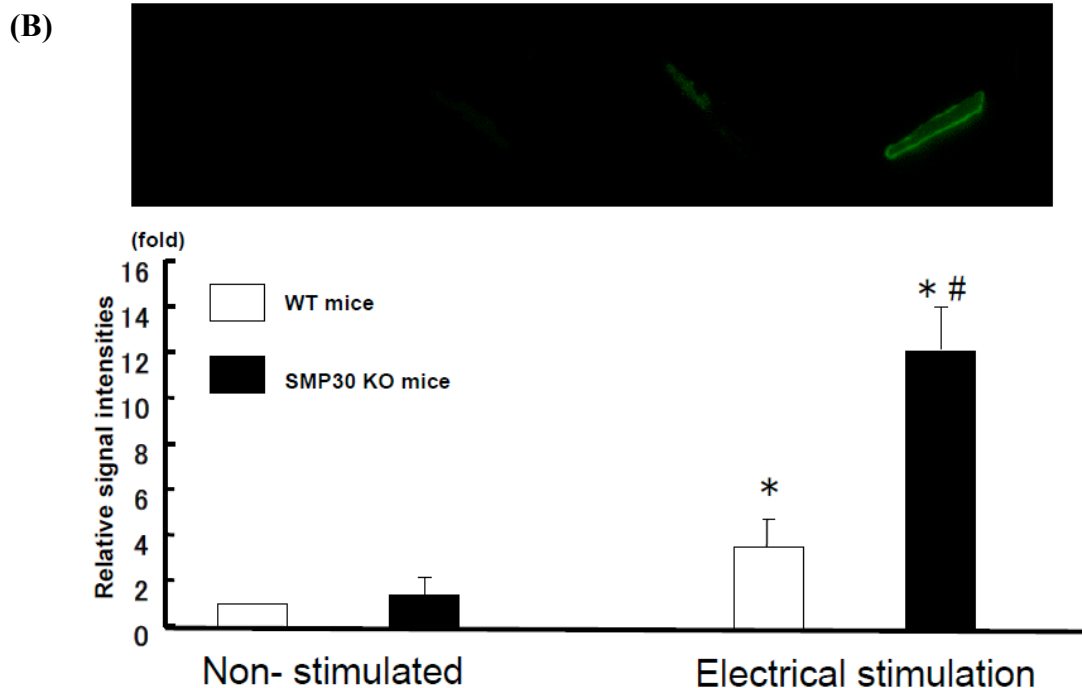 (B)
(fold)
16
14
12
10
8
6
4
2
0
Relative signal intensities
WT mice
SMP30 KO mice
*
* #
Non- stimulated
Electrical stimulation